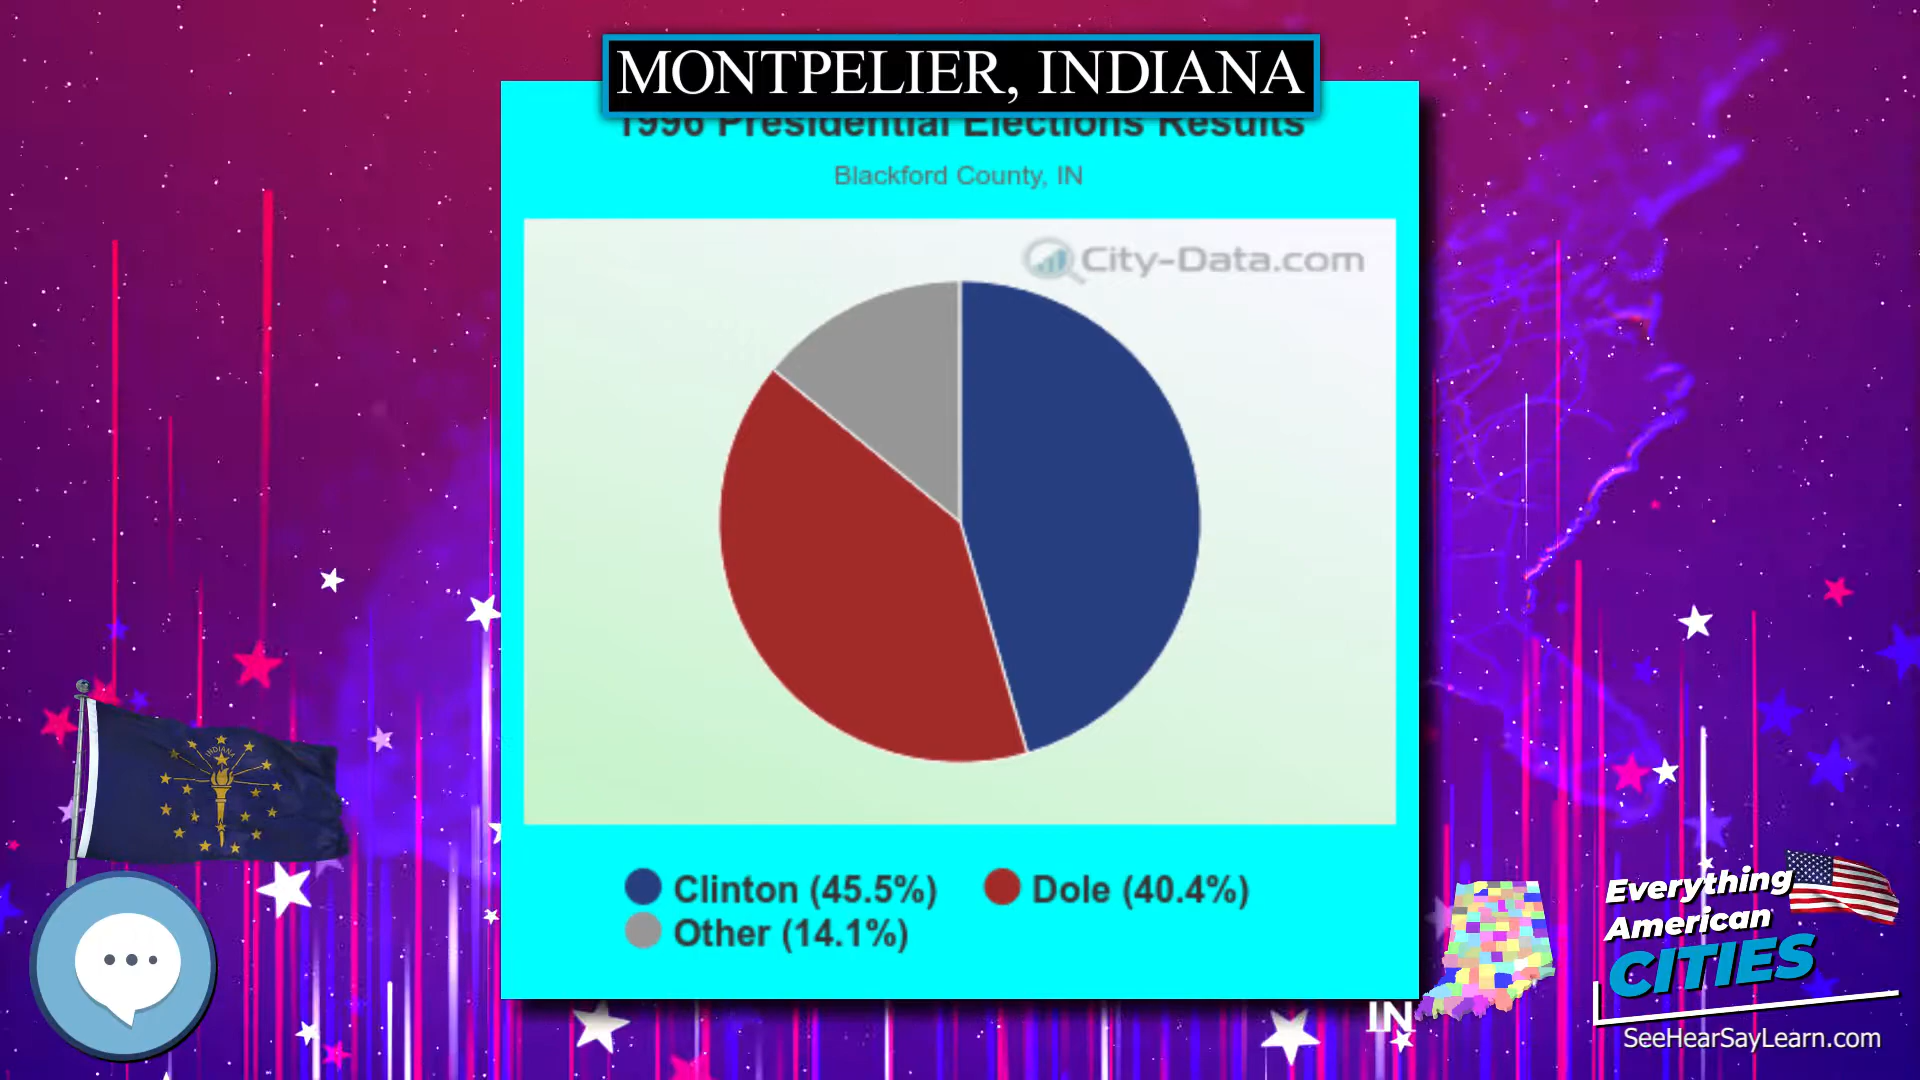 MONTPELIER, INDIANA
1996 Presidential Elections Results
Blackford County, IN
City-Data.com
Clinton (45.5%)
Dole (40.4%)
Other (14.1%)
INDIANA
IN
Everything
American
CITIES
SeeHearSayLearn.com